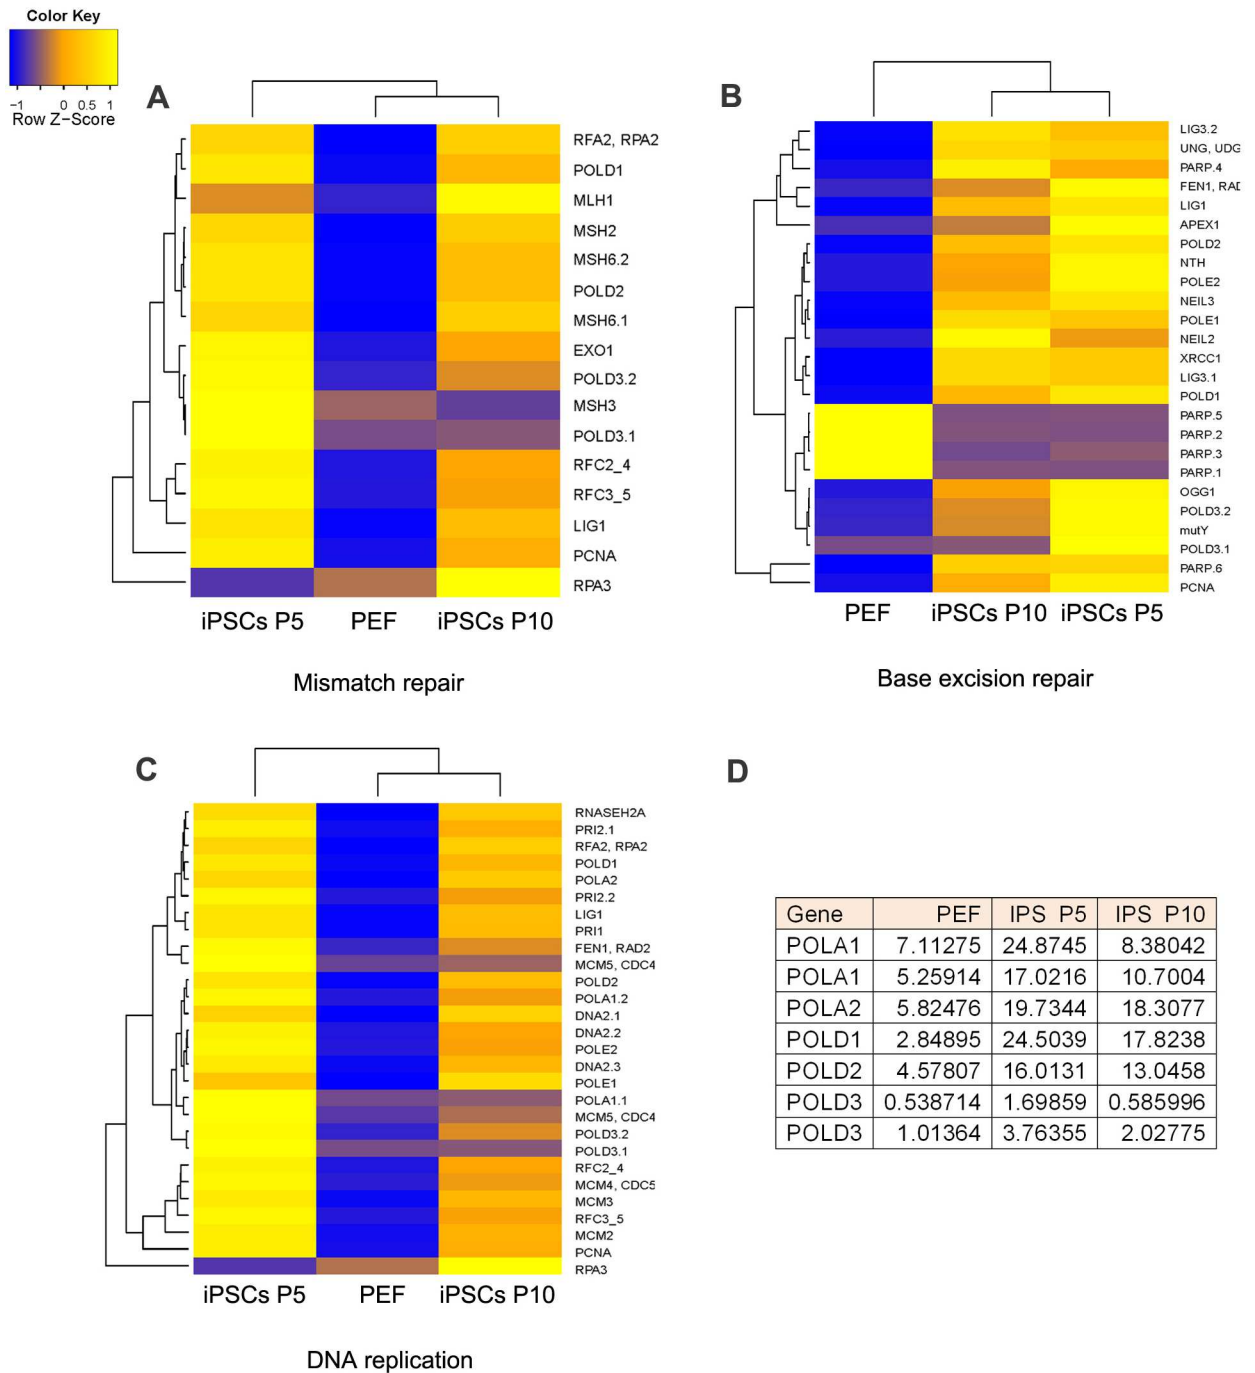 Color Key
−1 0 0.5 1
Row Z−Score
A
RFA2, RPA2
POLD1
MLH1
MSH2
MSH6.2
POLD2
MSH6.1
EXO1
POLD3.2
MSH3
POLD3.1
RFC2_4
RFC3_5
LIG1
PCNA
RPA3
iPSCs P5 PEF iPSCs P10
Mismatch repair
B
LIG3.2
UNG, UDG
PARP.4
FEN1, RAD
LIG1
APEX1
POLD2
NTH
POLE2
NEIL3
POLE1
NEIL2
XRCC1
LIG3.1
POLD1
PARP.5
PARP.2
PARP.3
PARP.1
OGG1
POLD3.2
mutY
POLD3.1
PARP.6
PCNA
PEF iPSCs P10 iPSCs P5
Base excision repair
C
RNASEH2A
PRI2.1
RFA2, RPA2
POLD1
POLA2
PRI2.2
LIG1
PRI1
FEN1, RAD2
MCM5, CDC4
POLD2
POLA1.2
DNA2.1
DNA2.2
POLE2
DNA2.3
POLE1
POLA1.1
MCM5, CDC4
POLD3.2
POLD3.1
RFC2_4
MCM4, CDC5
MCM3
RFC3_5
MCM2
PCNA
RPA3
iPSCs P5 PEF iPSCs P10
DNA replication
D
Gene PEF IPS P5 IPS P10
POLA1 7.11275 24.8745 8.38042
POLA1 5.25914 17.0216 10.7004
POLA2 5.82476 19.7344 18.3077
POLD1 2.84895 24.5039 17.8238
POLD2 4.57807 16.0131 13.0458
POLD3 0.538714 1.69859 0.585996
POLD3 1.01364 3.76355 2.02775